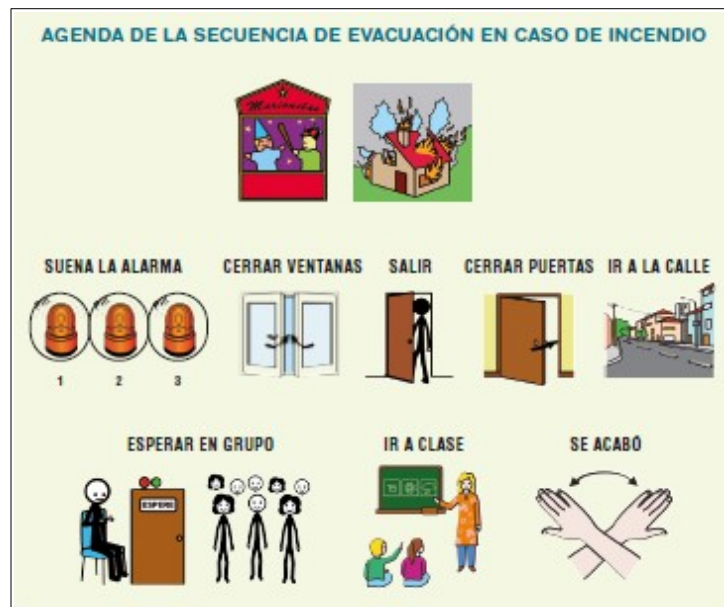 AGENDA DE LA SECUENCIA DE EVACUACIÓN EN CASO DE INCENDIO
Marionetas
SUENA LA ALARMA
CERRAR VENTANAS
SALIR
CERRAR PUERTAS
IR A LA CALLE
1 2 3
ESPERAR EN GRUPO
IR A CLASE
SE ACABÓ
ESPERE